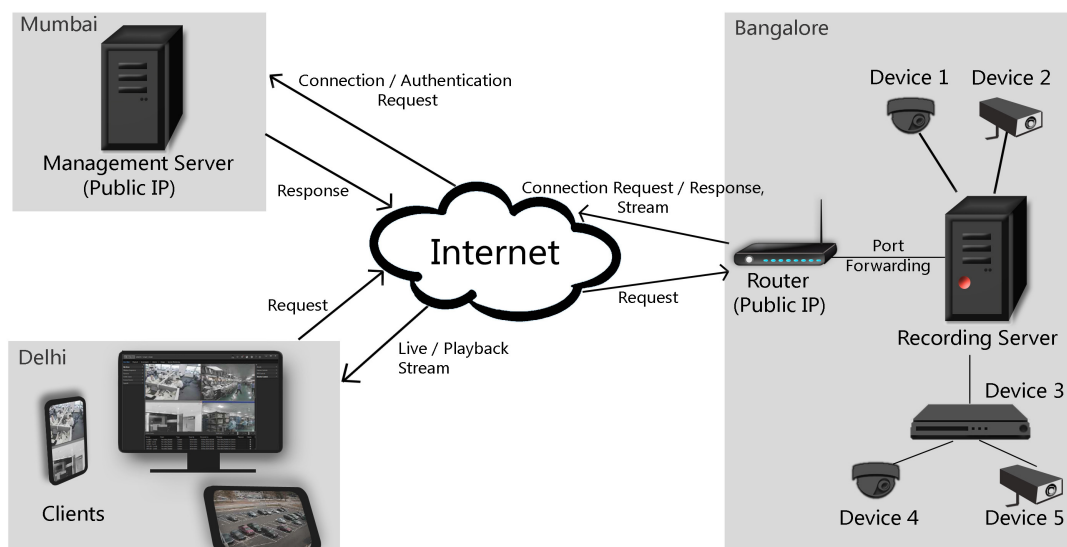 Mumbai
Management Server
(Public IP)
Connection / Authentication
Request
Response
Internet
Connection Request / Response,
Stream
Request
Request
Live / Playback
Stream
Delhi
Clients
Bangalore
Device 1
Device 2
Router
(Public IP)
Port
Forwarding
Recording Server
Device 3
Device 4
Device 5